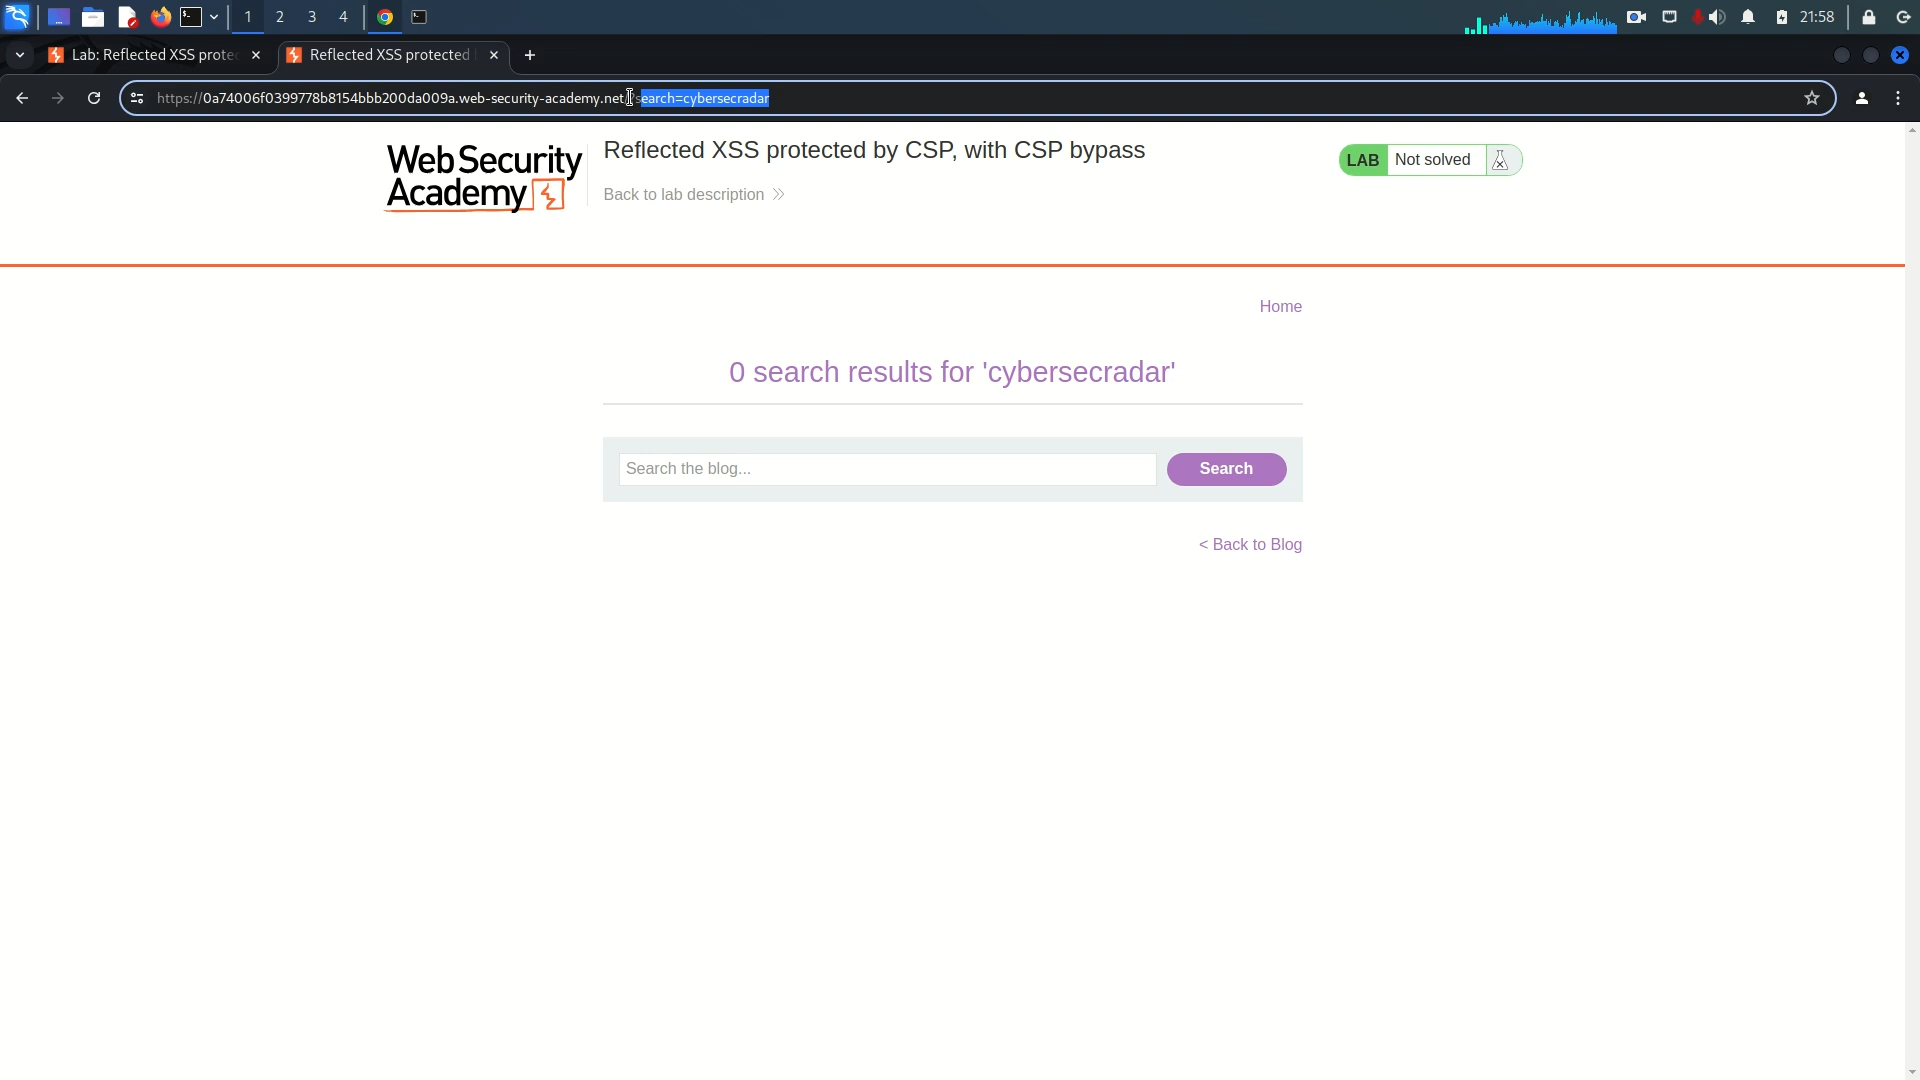 1 2 3 4 21:58
Lab: Reflected XSS prote Reflected XSS protected
https://0a74006f0399778b8154bbb200da009a.web-security-academy.net/?search=cybersecradar
WebSecurity
Academy
Reflected XSS protected by CSP, with CSP bypass
Back to lab description
LAB Not solved
Home
0 search results for 'cybersecradar'
Search the blog... Search
< Back to Blog